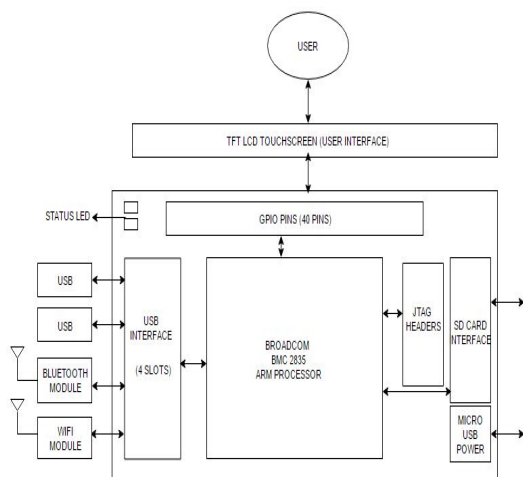 USER
TFT LCD TOUCHSCREEN (USER INTERFACE)
STATUS LED
GPIO PINS (40 PINS)
USB
USB
BLUETOOTH
MODULE
WIFI
MODULE
USB
INTERFACE
(4 SLOTS)
BROADCOM
BMC 2835
ARM PROCESSOR
JTAG
HEADERS
SD CARD
INTERFACE
MICRO
USB
POWER